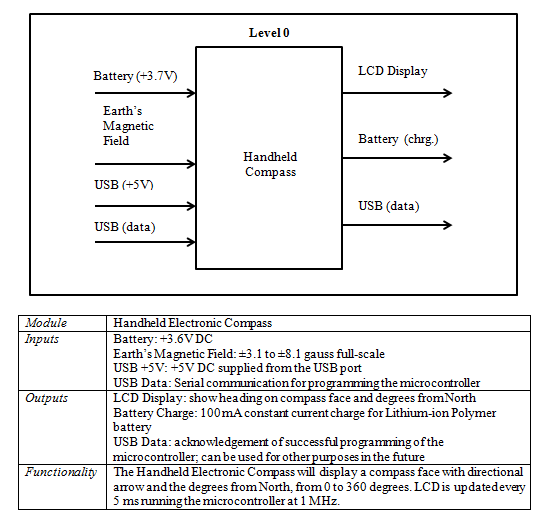 Level 0
Battery (+3.7V)
Earth's
Magnetic
Field
USB (+5V)
USB (data)
Handheld
Compass
LCD Display
Battery (chrg.)
USB (data)
Module Handheld Electronic Compass
Inputs Battery: +3.6V DC
Earth's Magnetic Field: ±3.1 to ±8.1 gauss full-scale
USB +5V: +5V DC supplied from the USB port
USB Data: Serial communication for programming the microcontroller
Outputs LCD Display: show heading on compass face and degrees from North
Battery Charge: 100mA constant current charge for Lithium-ion Polymer
battery
USB Data: acknowledgement of successful programming of the
microcontroller; can be used for other purposes in the future
Functionality The Handheld Electronic Compass will display a compass face with directional
arrow and the degrees from North, from 0 to 360 degrees. LCD is updated every
5 ms running the microcontroller at 1 MHz.